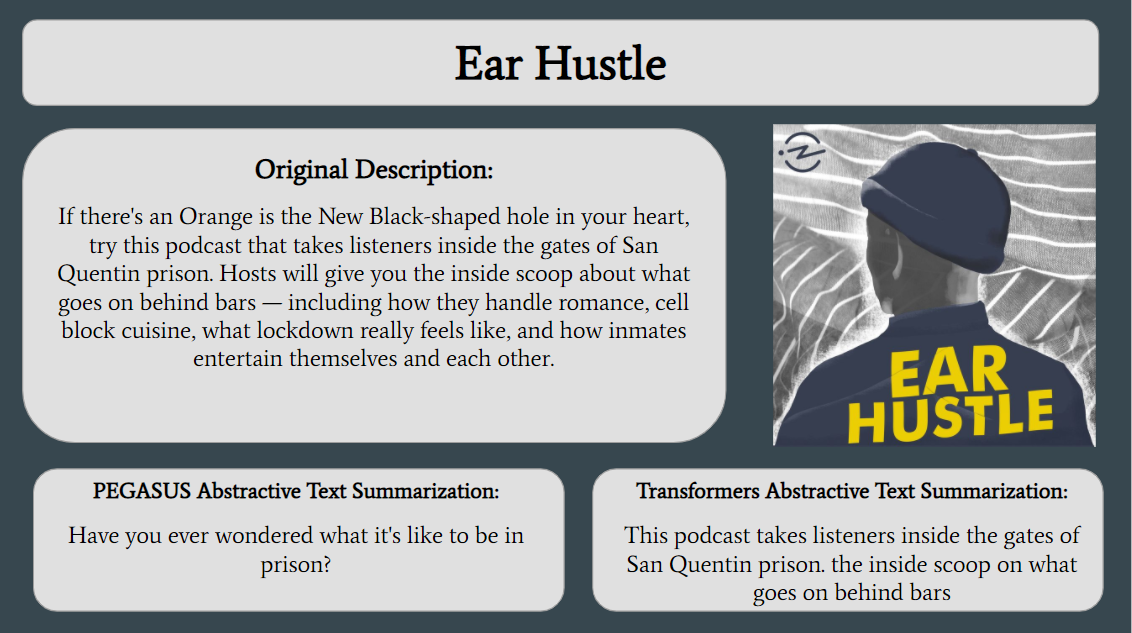 Ear Hustle
Original Description:
If there's an Orange is the New Black-shaped hole in your heart,
try this podcast that takes listeners inside the gates of San
Quentin prison. Hosts will give you the inside scoop about what
goes on behind bars — including how they handle romance, cell
block cuisine, what lockdown really feels like, and how inmates
entertain themselves and each other.
EAR
HUSTLE
PEGASUS Abstractive Text Summarization:
Have you ever wondered what it's like to be in
prison?
Transformers Abstractive Text Summarization:
This podcast takes listeners inside the gates of
San Quentin prison. the inside scoop on what
goes on behind bars